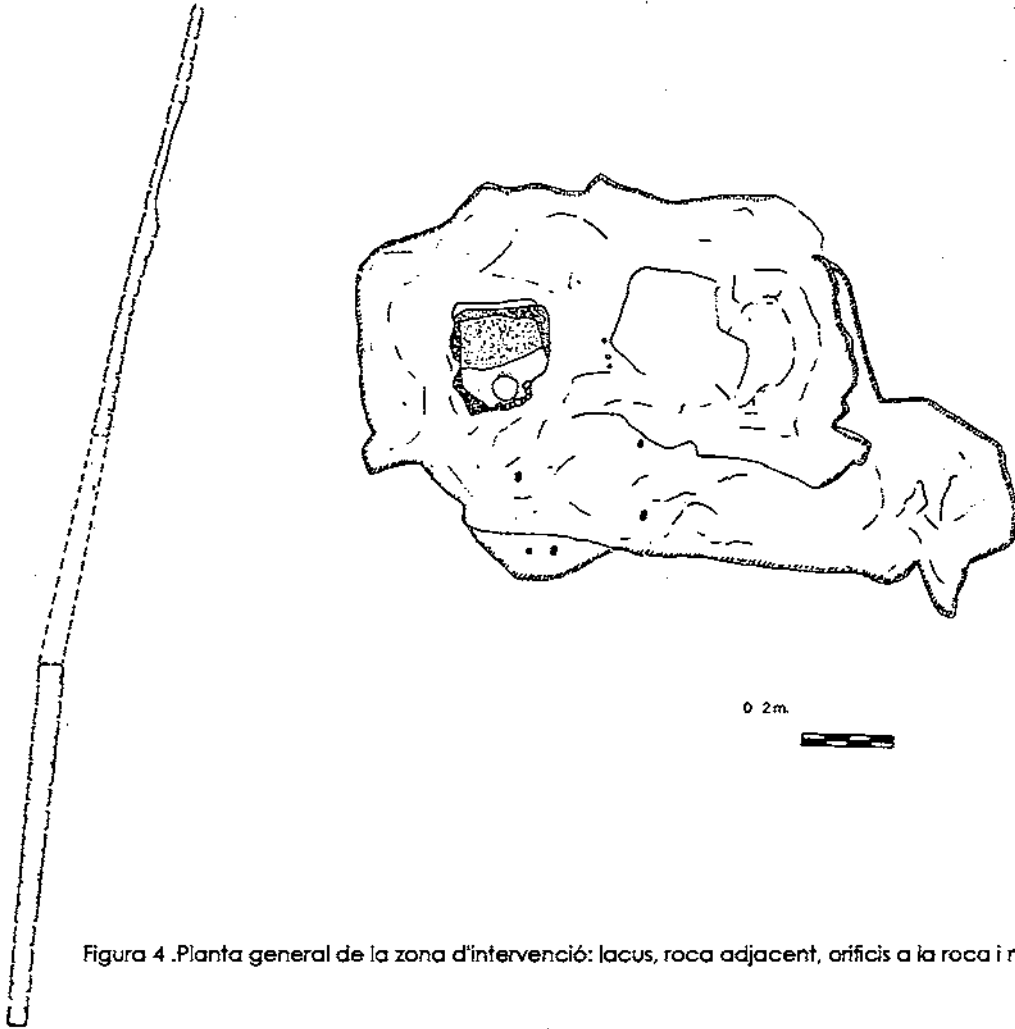 0 2m.
Figura 4 .Planta general de la zona d'intervenció: lacus, roca adjacent, orificis a la roca i